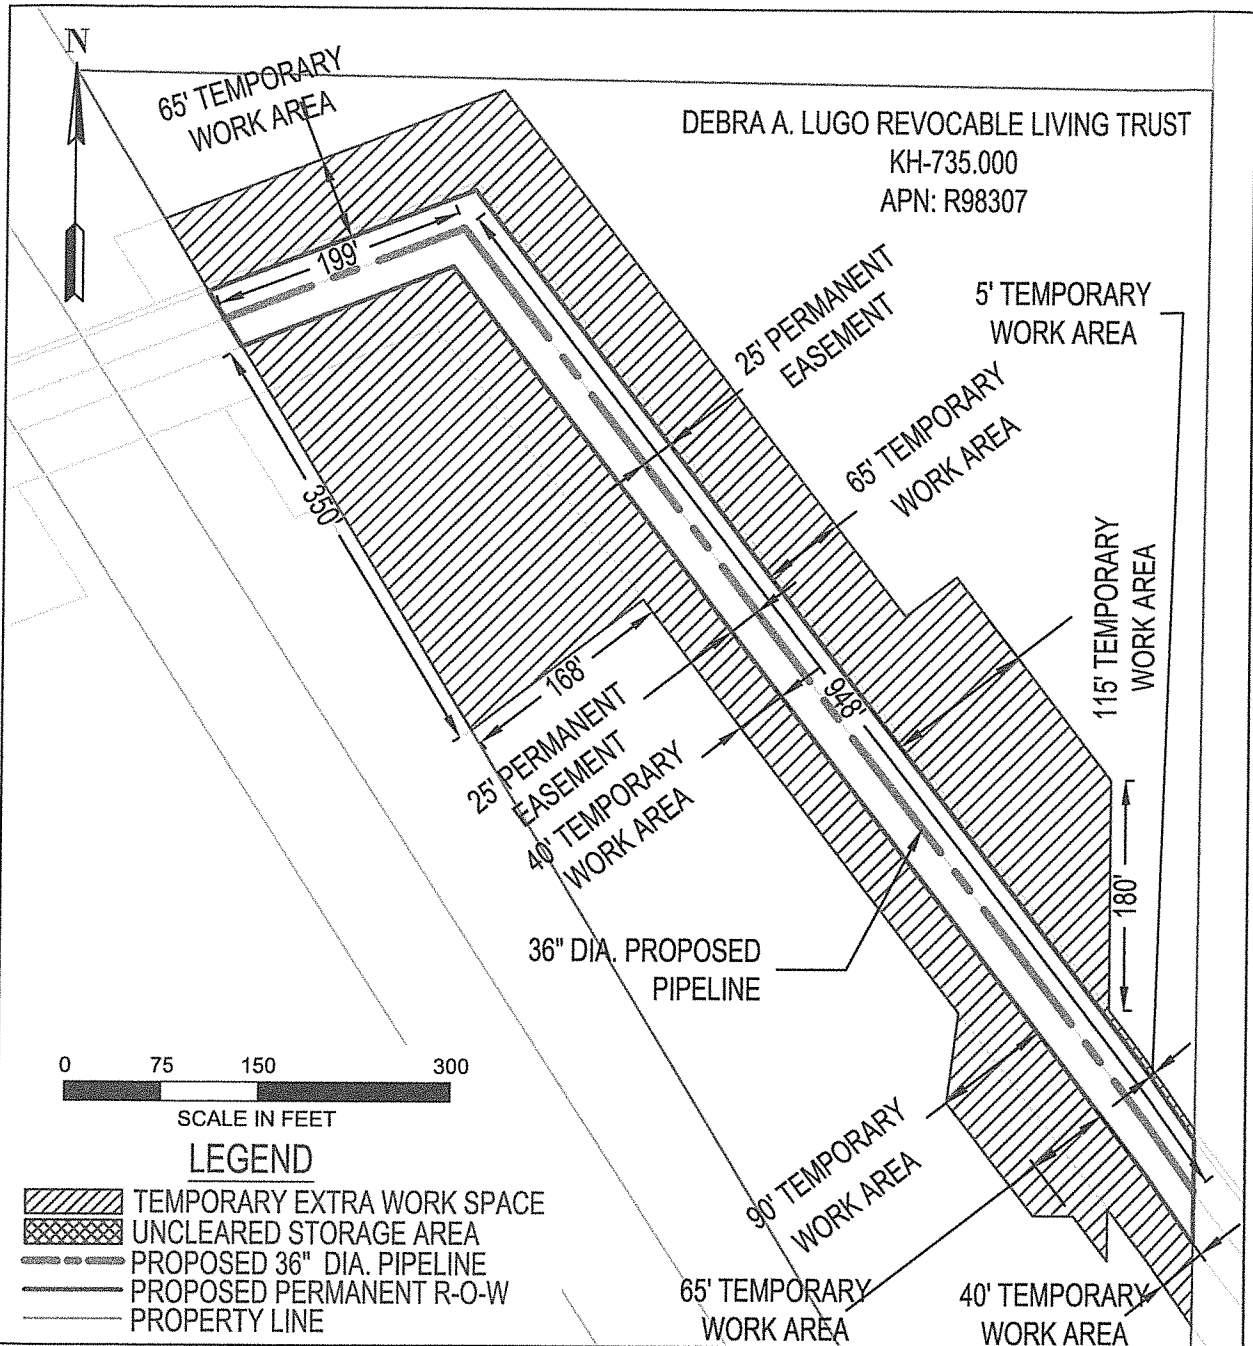 N
65' TEMPORARY
WORK AREA
DEBRA A. LUGO REVOCABLE LIVING TRUST
KH-735.000
APN: R98307
199'
25' PERMANENT
EASEMENT
5' TEMPORARY
WORK AREA
65' TEMPORARY
WORK AREA
350'
115' TEMPORARY
WORK AREA
168'
948'
25' PERMANENT
EASEMENT
40' TEMPORARY
WORK AREA
180'
36" DIA. PROPOSED
PIPELINE
0 75 150 300
SCALE IN FEET
90' TEMPORARY
WORK AREA
LEGEND
TEMPORARY EXTRA WORK SPACE
UNCLEARED STORAGE AREA
PROPOSED 36" DIA. PIPELINE
PROPOSED PERMANENT R-O-W
PROPERTY LINE
65' TEMPORARY
WORK AREA
40' TEMPORARY
WORK AREA